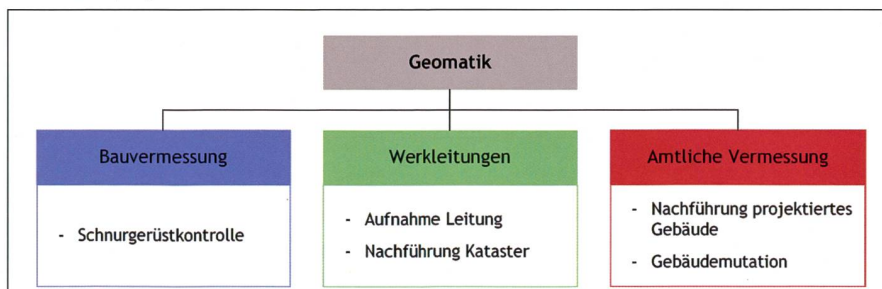 Geomatik
Bauvermessung
- Schnurgerüstkontrolle
Werkleitungen
- Aufnahme Leitung
- Nachführung Kataster
Amtliche Vermessung
- Nachführung projektiertes
Gebäude
- Gebäudemutation